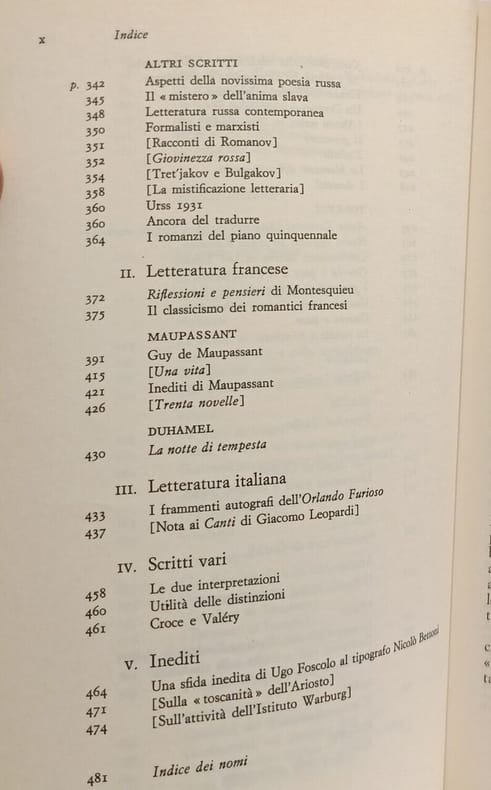 x Indice
ALTRI SCRITTI
p. 342 Aspetti della novissima poesia russa
345 Il « mistero » dell'anima slava
348 Letteratura russa contemporanea
350 Formalisti e marxisti
351 [Racconti di Romanov]
352 [Giovinezza rossa]
354 [Tret'jakov e Bulgakov]
358 [La mistificazione letteraria]
360 Urss 1931
360 Ancora del tradurre
364 I romanzi del piano quinquennale
II. Letteratura francese
372 Riflessioni e pensieri di Montesquieu
375 Il classicismo dei romantici francesi
MAUPASSANT
391 Guy de Maupassant
415 [Una vita]
421 Inediti di Maupassant
426 [Trenta novelle]
DUHAMEL
430 La notte di tempesta
III. Letteratura italiana
433 I frammenti autografi dell'Orlando Furioso
437 [Nota ai Canti di Giacomo Leopardi]
IV. Scritti vari
458 Le due interpretazioni
460 Utilità delle distinzioni
461 Croce e Valéry
V. Inediti
464 Una sfida inedita di Ugo Foscolo al tipografo Nicolò Bettoni
471 [Sulla « toscanità » dell'Ariosto]
474 [Sull'attività dell'Istituto Warburg]
481 Indice dei nomi